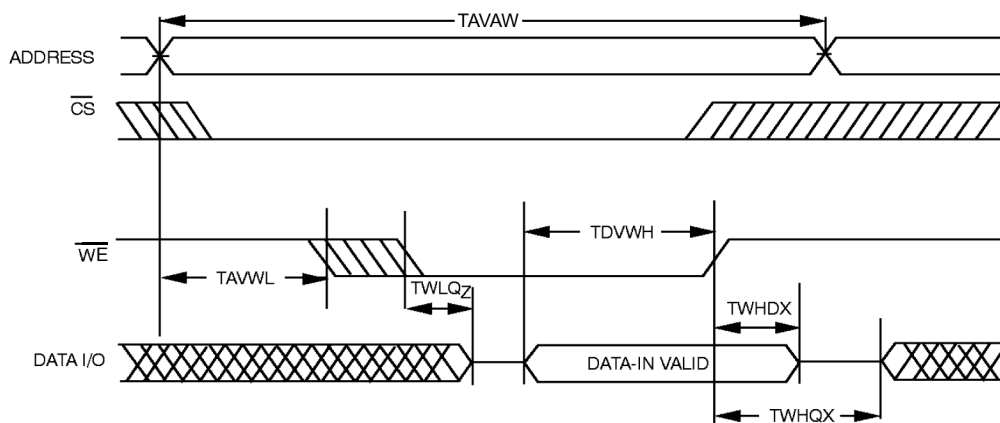 TAVAW
ADDRESS
CS
WE
TDVWH
TAVWL
TWLQZ
TWHDX
DATA I/O
DATA-IN VALID
TWHQX